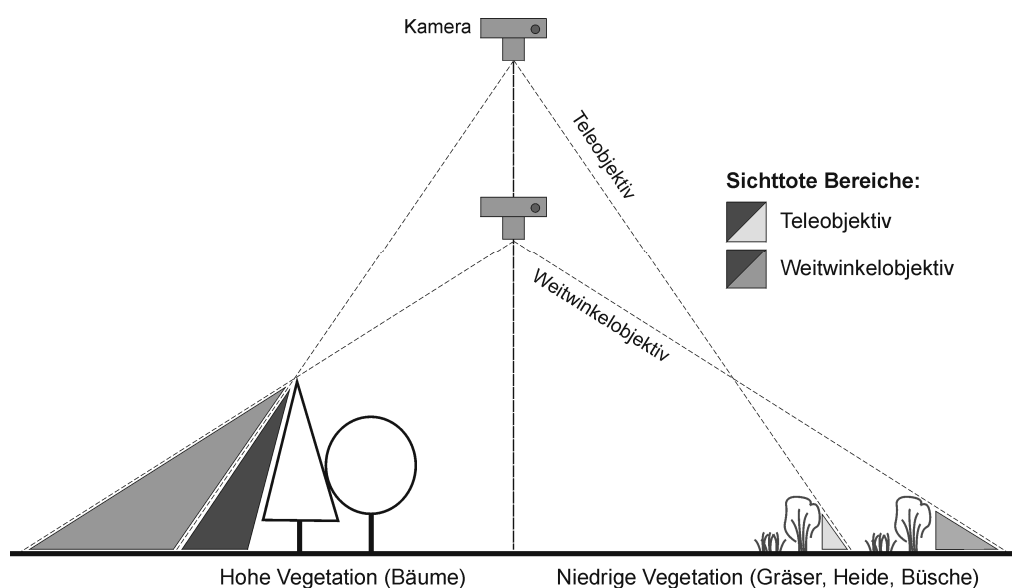 Kamera
Teleobjektiv
Sichttote Bereiche:
Teleobjektiv
Weitwinkelobjektiv
Weitwinkelobjektiv
Hohe Vegetation (Bäume)
Niedrige Vegetation (Gräser, Heide, Büsche)